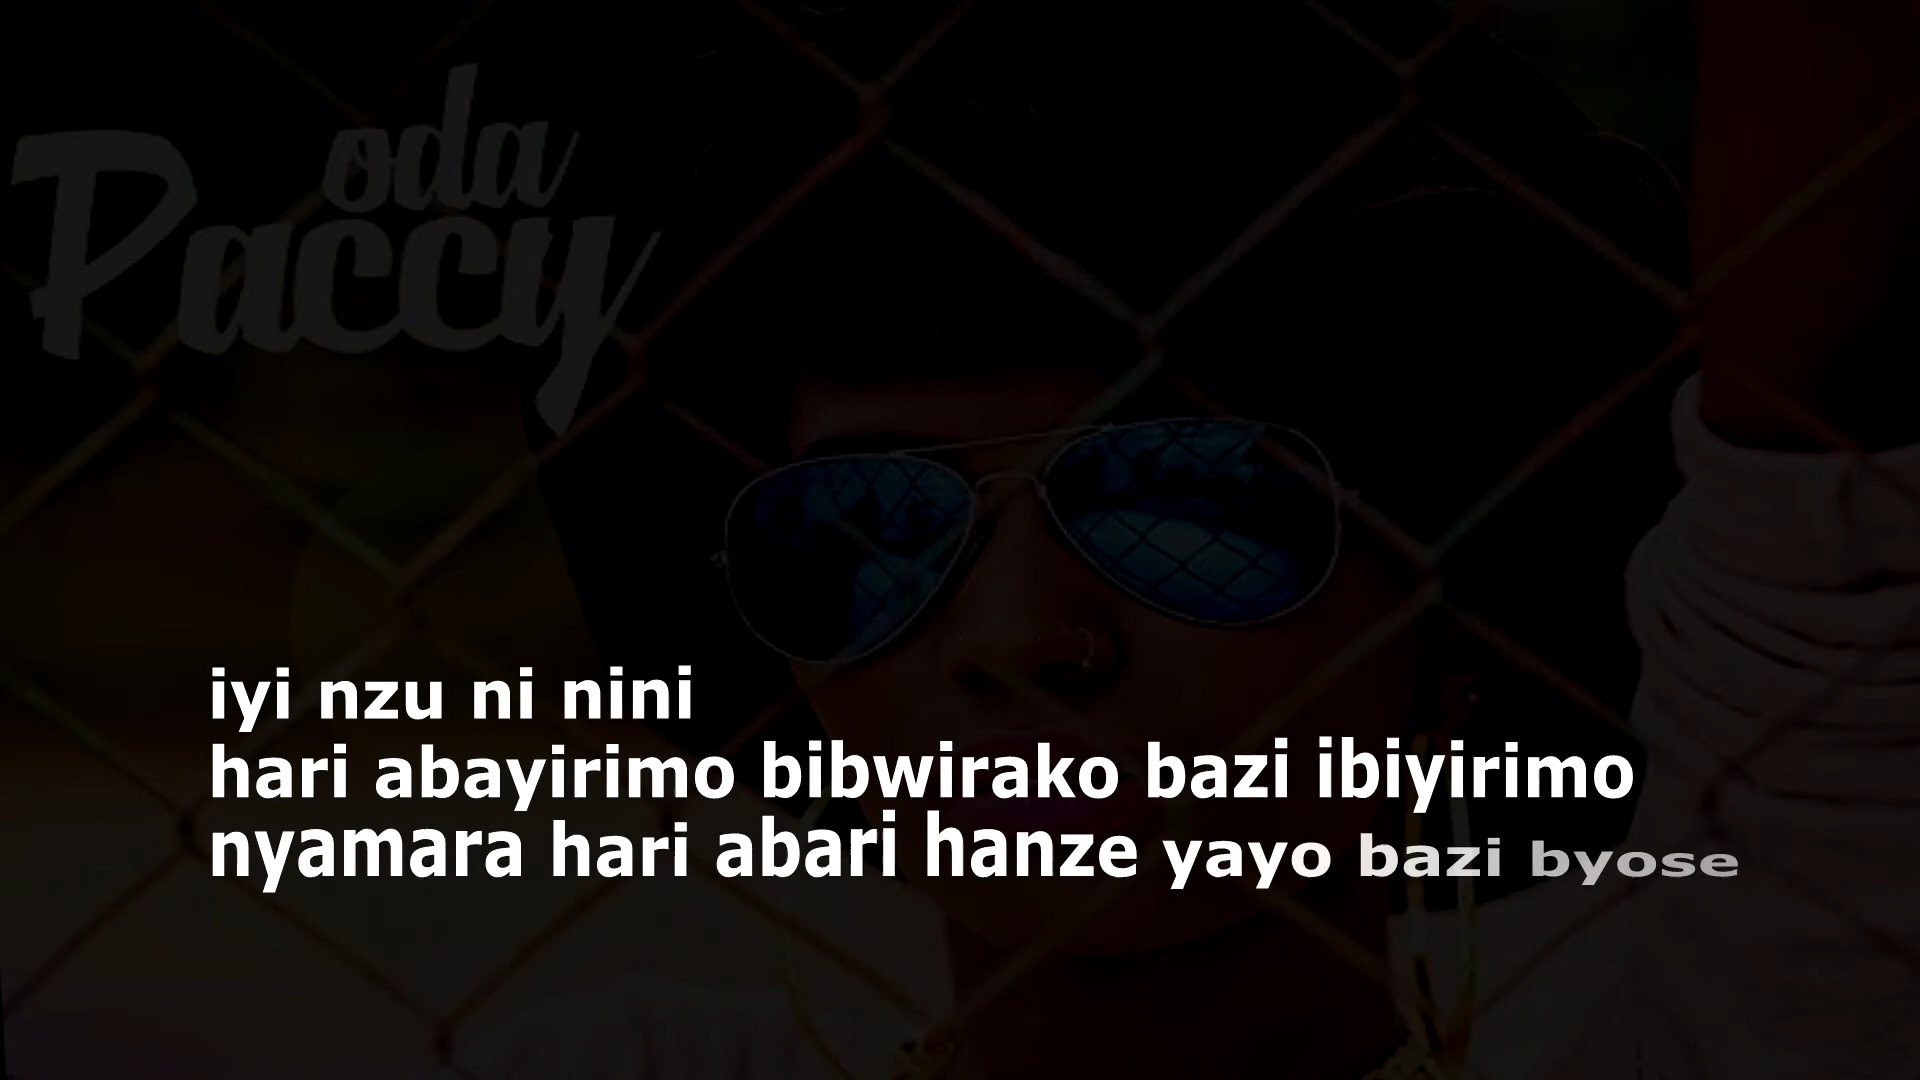 oda
Paccy
iyi nzu ni nini
hari abayirimo bibwirako bazi ibiyirimo
nyamara hari abari hanze yayo bazi byose